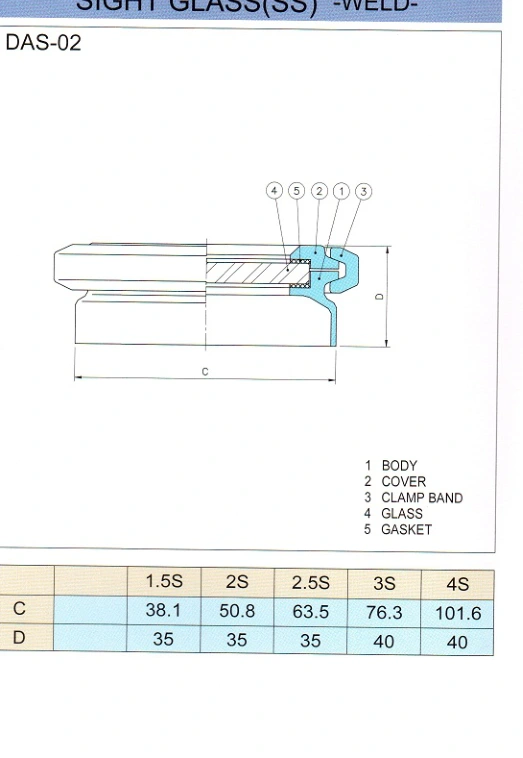 SIGHT GLASS(SS) -WELD-
DAS-02
4 5 2 1 3
D
C
1 BODY
2 COVER
3 CLAMP BAND
4 GLASS
5 GASKET
1.5S 2S 2.5S 3S 4S
C 38.1 50.8 63.5 76.3 101.6
D 35 35 35 40 40